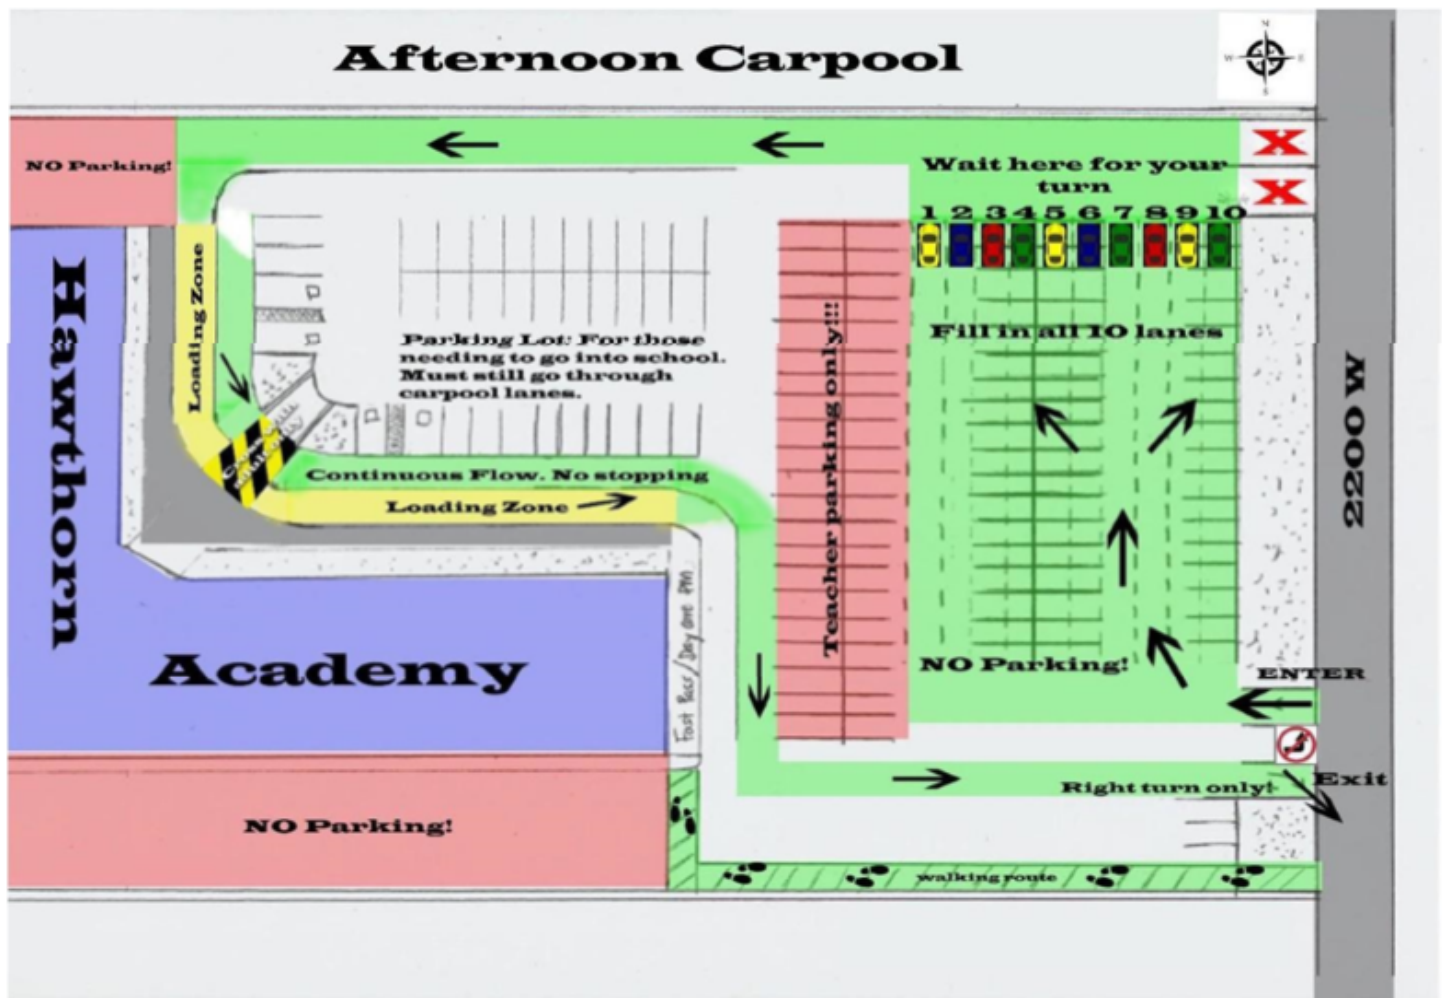 Afternoon Carpool
N
W
E
S
NO Parking!
Wait here for your
turn
1 2 3 4 5 6 7 8 9 10
Loading Zone
Hawthorn
Parking Lot: For those
needing to go into school.
Must still go through
carpool lanes.
Teacher parking only!!!
Fill in all 10 lanes
2200 W
Continuous Flow. No stopping
Loading Zone
Academy
NO Parking!
ENTER
Exit
Right turn only!
NO Parking!
walking route